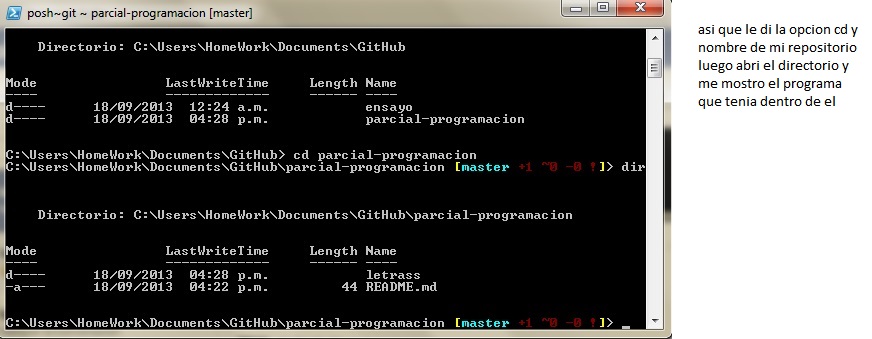 posh~git ~ parcial-programacion [master]
Directorio: C:\Users\HomeWork\Documents\GitHub
Mode LastWriteTime Length Name
---- ------------- ------ ----
d---- 18/09/2013 12:24 a.m. ensayo
d---- 18/09/2013 04:28 p.m. parcial-programacion
C:\Users\HomeWork\Documents\GitHub> cd parcial-programacion
C:\Users\HomeWork\Documents\GitHub\parcial-programacion [master +1 ~0 -0 !]> dir
Directorio: C:\Users\HomeWork\Documents\GitHub\parcial-programacion
Mode LastWriteTime Length Name
---- ------------- ------ ----
d---- 18/09/2013 04:28 p.m. letrass
-a--- 18/09/2013 04:22 p.m. 44 README.md
C:\Users\HomeWork\Documents\GitHub\parcial-programacion [master +1 ~0 -0 !]> _
asi que le di la opcion cd y
nombre de mi repositorio
luego abri el directorio y
me mostro el programa
que tenia dentro de el